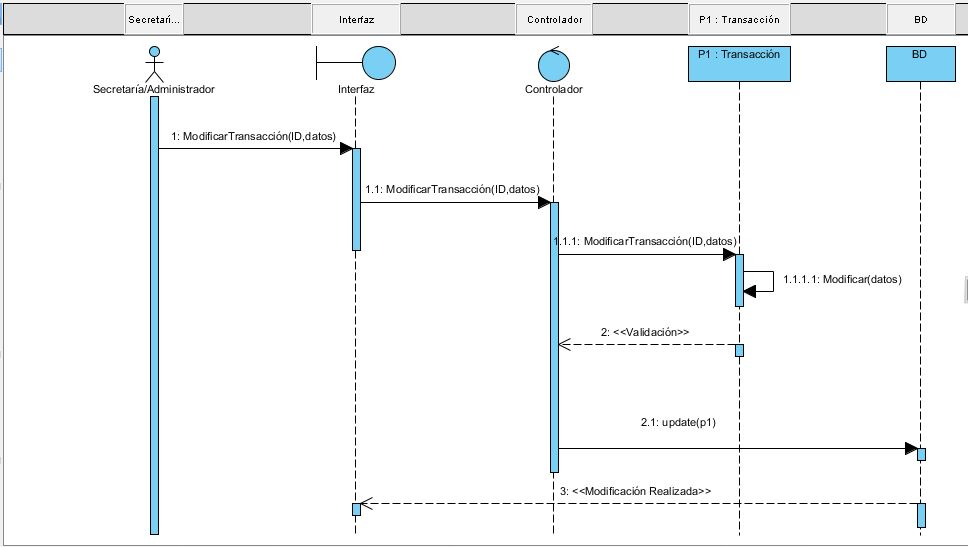 Secretarí...
Interfaz
Controlador
P1 : Transacción
BD
P1 : Transacción
BD
Secretaría/Administrador
Interfaz
Controlador
1: ModificarTransacción(ID,datos)
1.1: ModificarTransacción(ID,datos)
1.1.1: ModificarTransacción(ID,datos)
1.1.1.1: Modificar(datos)
2: <<Validación>>
2.1: update(p1)
3: <<Modificación Realizada>>